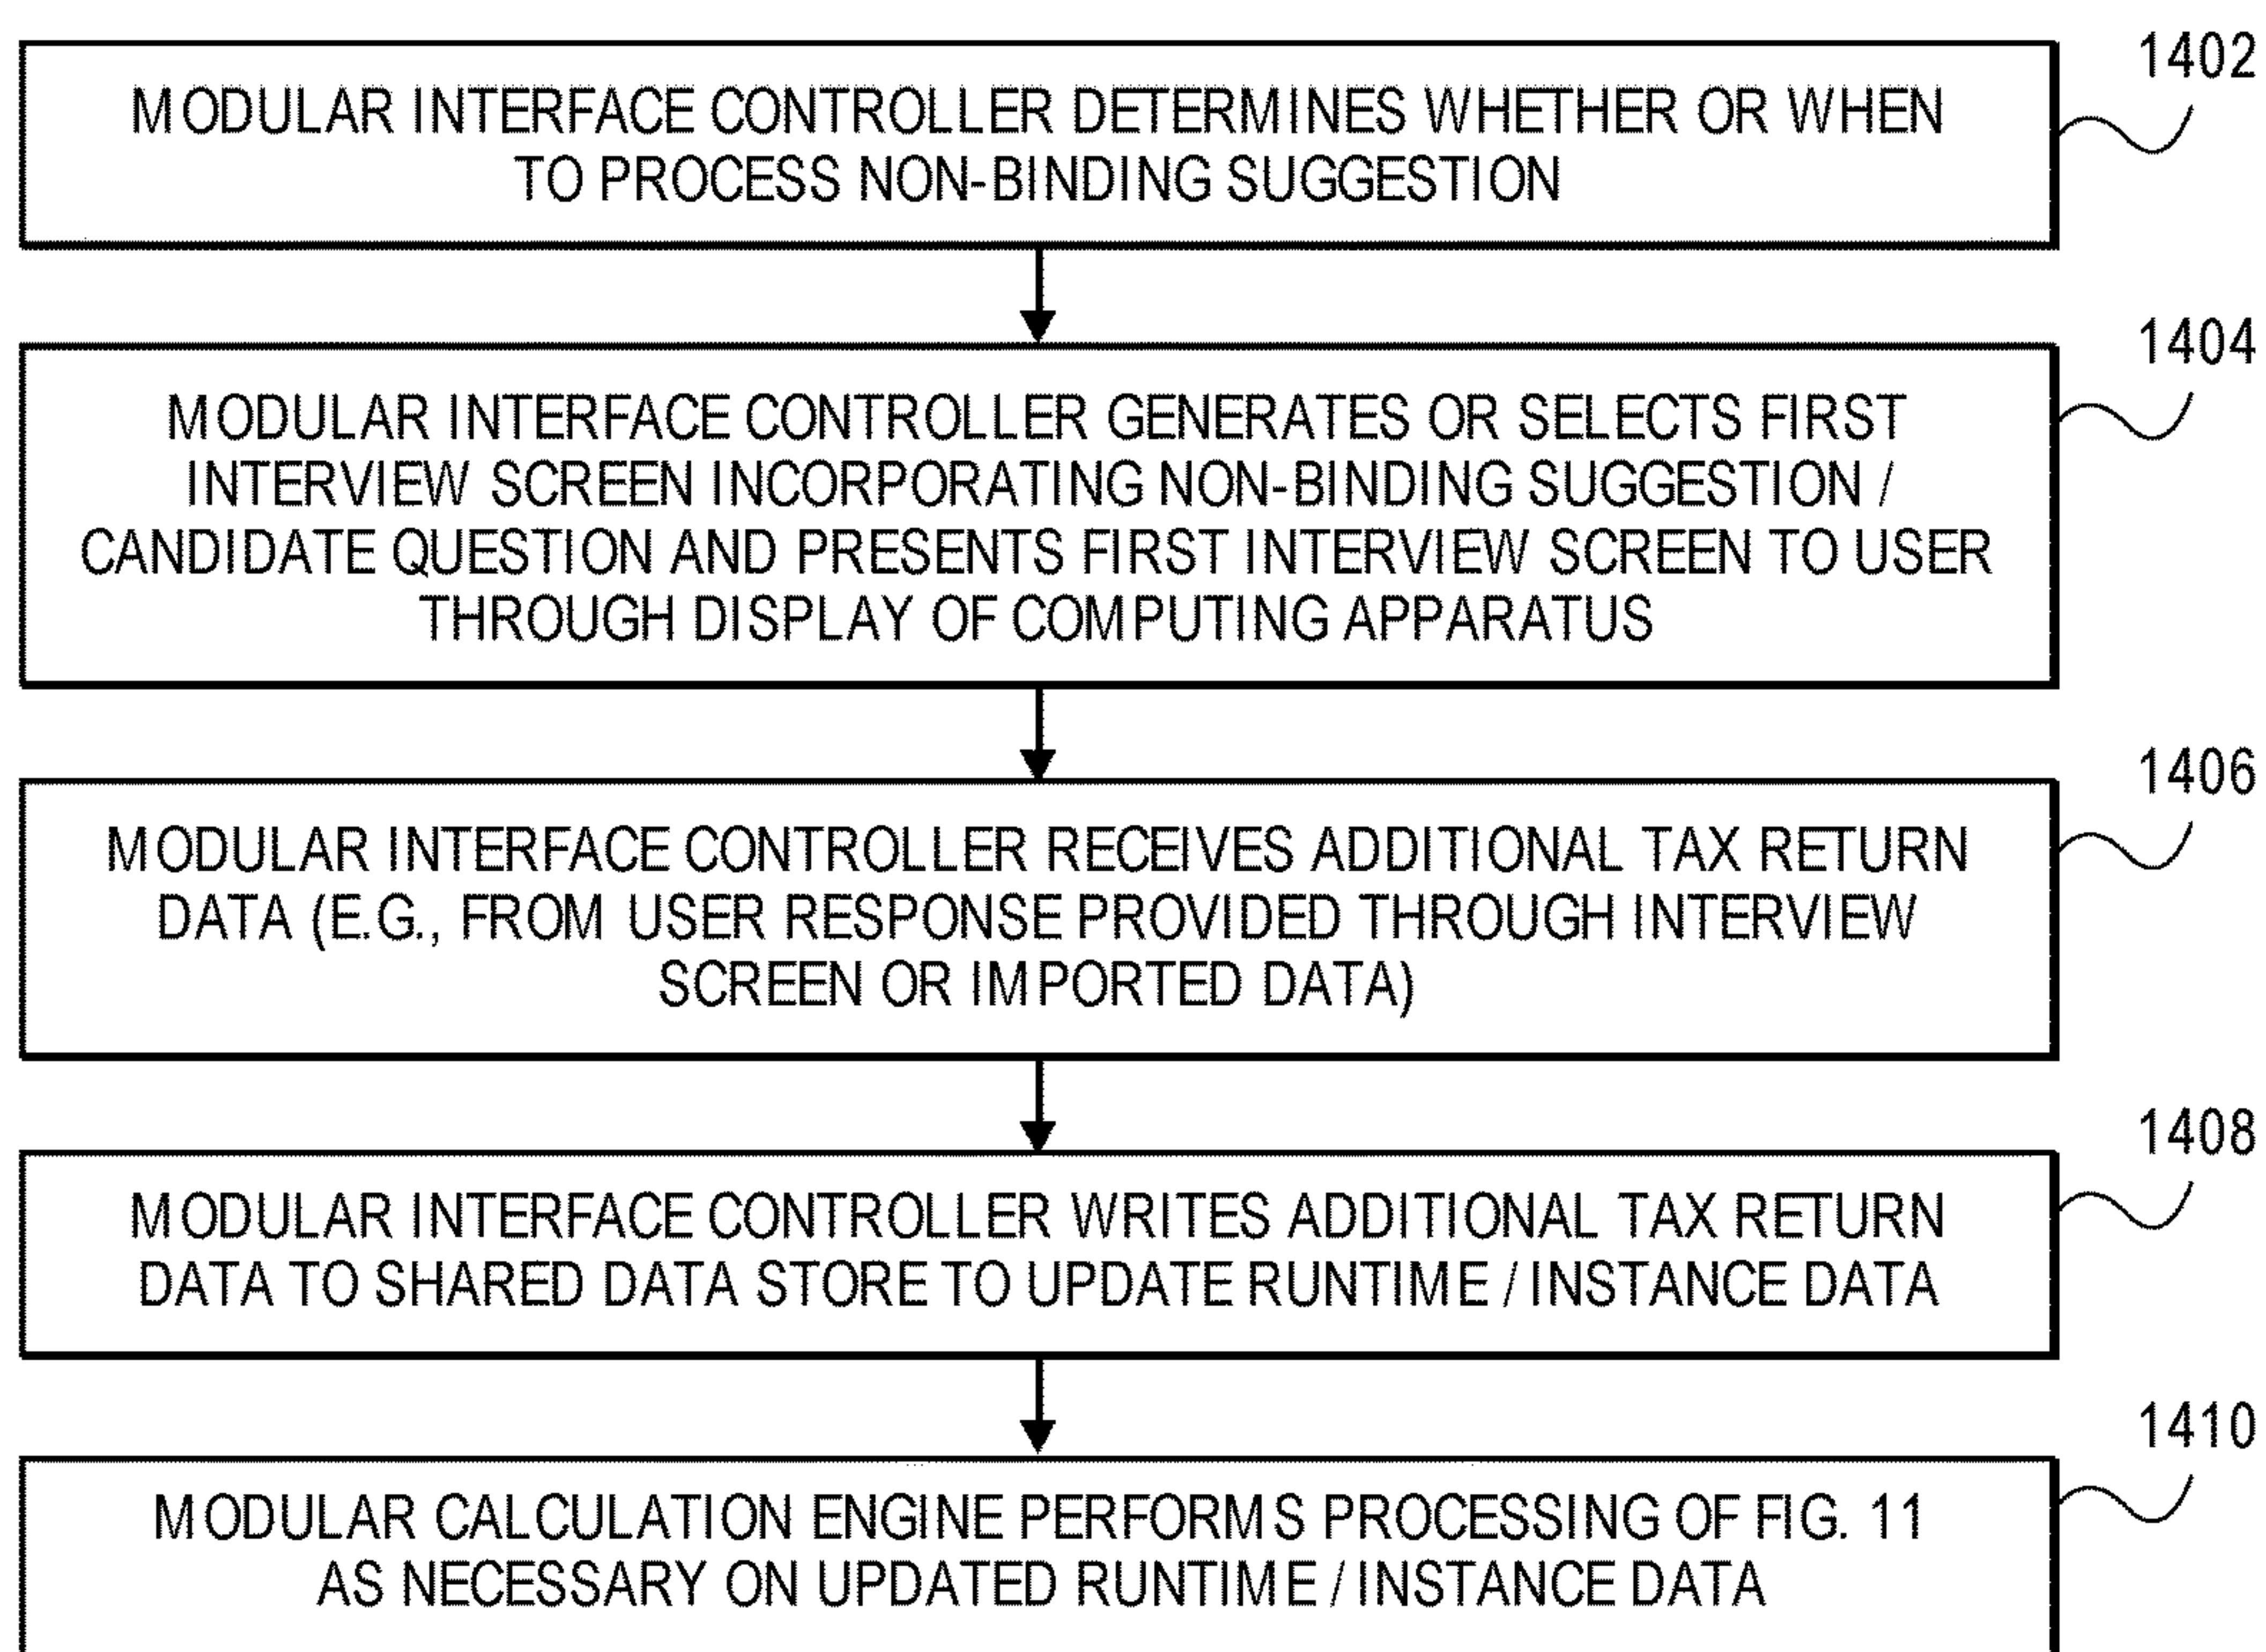 1402
MODULAR INTERFACE CONTROLLER DETERMINES WHETHER OR WHEN
TO PROCESS NON-BINDING SUGGESTION
1404
MODULAR INTERFACE CONTROLLER GENERATES OR SELECTS FIRST
INTERVIEW SCREEN INCORPORATING NON-BINDING SUGGESTION /
CANDIDATE QUESTION AND PRESENTS FIRST INTERVIEW SCREEN TO USER
THROUGH DISPLAY OF COMPUTING APPARATUS
1406
MODULAR INTERFACE CONTROLLER RECEIVES ADDITIONAL TAX RETURN
DATA (E.G., FROM USER RESPONSE PROVIDED THROUGH INTERVIEW
SCREEN OR IMPORTED DATA)
1408
MODULAR INTERFACE CONTROLLER WRITES ADDITIONAL TAX RETURN
DATA TO SHARED DATA STORE TO UPDATE RUNTIME / INSTANCE DATA
1410
MODULAR CALCULATION ENGINE PERFORMS PROCESSING OF FIG. 11
AS NECESSARY ON UPDATED RUNTIME / INSTANCE DATA